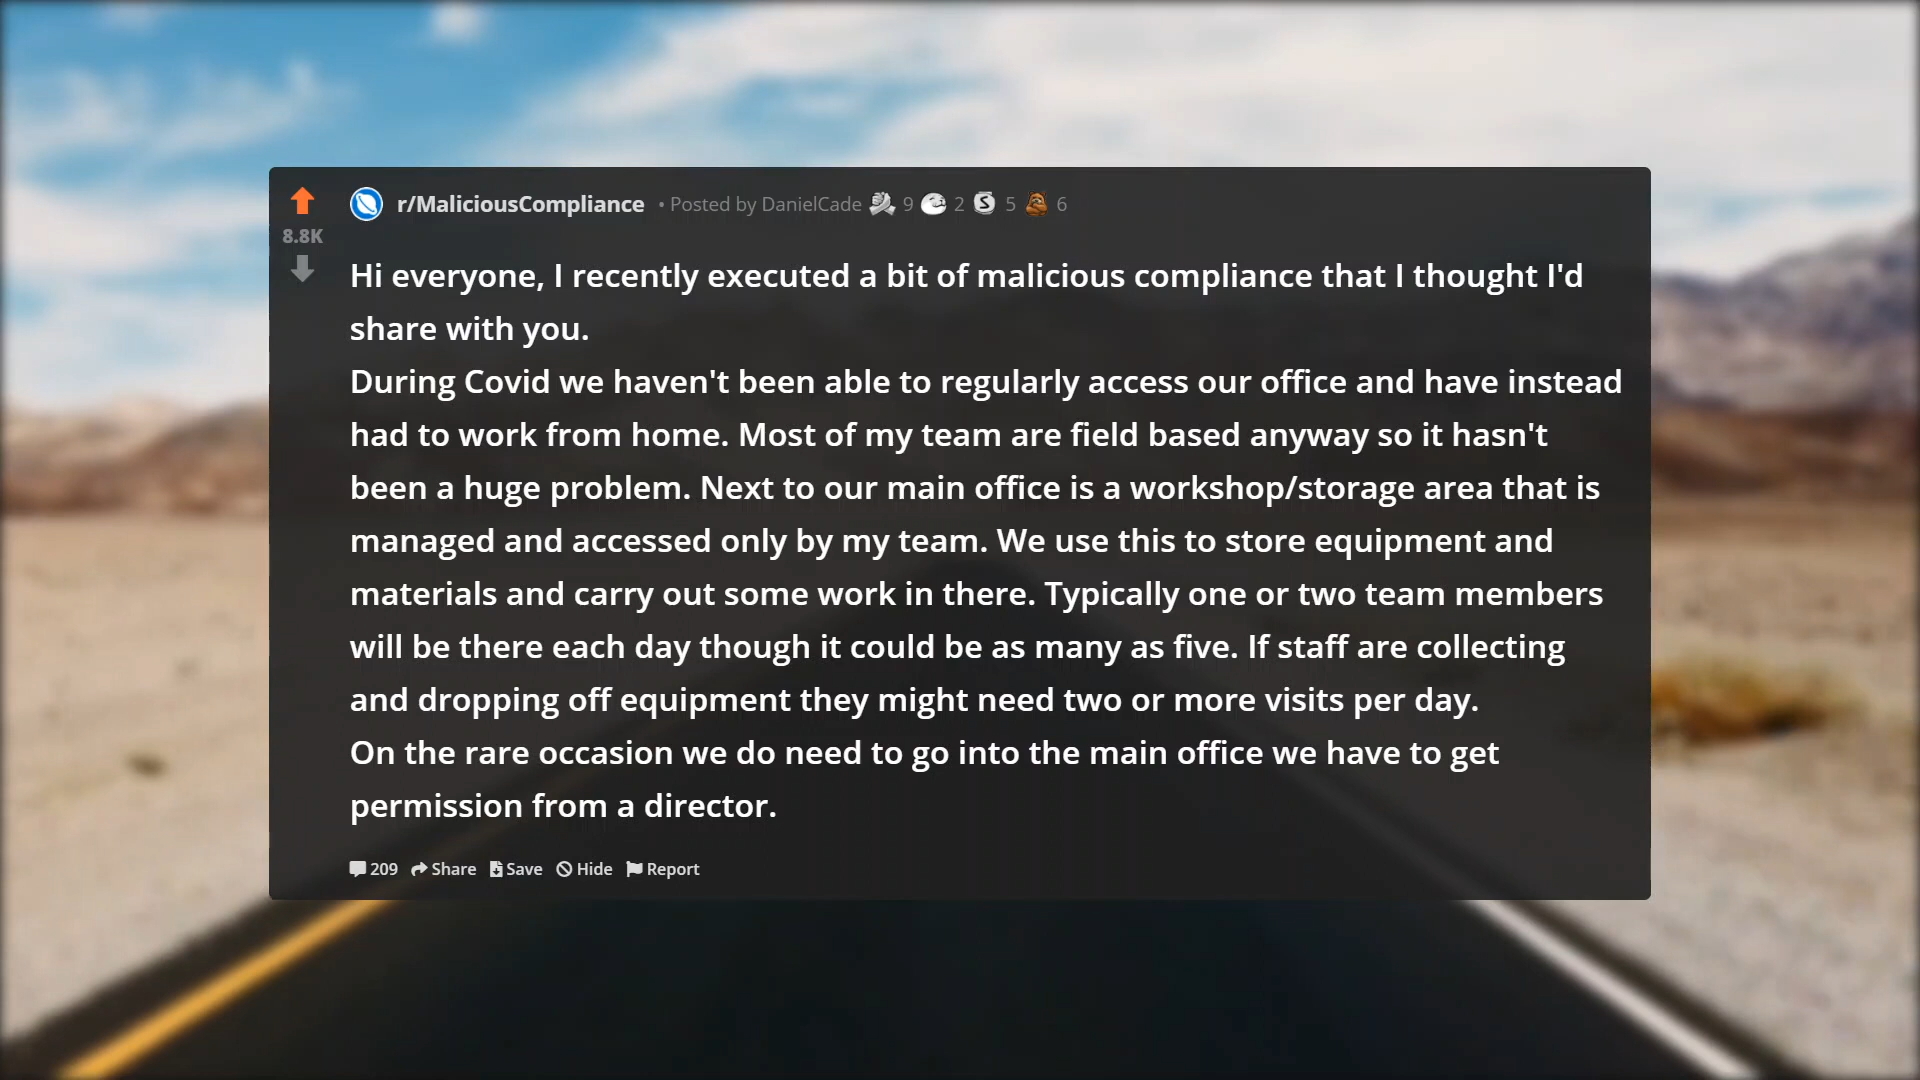 r/MaliciousCompliance • Posted by DanielCade 9 2 5 6
8.8K
Hi everyone, I recently executed a bit of malicious compliance that I thought I'd
share with you.
During Covid we haven't been able to regularly access our office and have instead
had to work from home. Most of my team are field based anyway so it hasn't
been a huge problem. Next to our main office is a workshop/storage area that is
managed and accessed only by my team. We use this to store equipment and
materials and carry out some work in there. Typically one or two team members
will be there each day though it could be as many as five. If staff are collecting
and dropping off equipment they might need two or more visits per day.
On the rare occasion we do need to go into the main office we have to get
permission from a director.
209 Share Save Hide Report